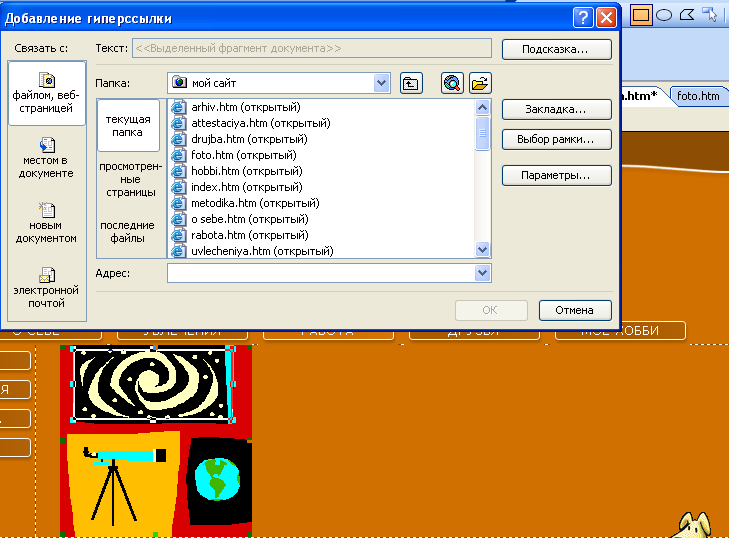 Добавление гиперссылки
Связать с:
Текст:
<<Выделенный фрагмент документа>>
Подсказка...
файлом, веб-
страницей
местом в
документе
новым
документом
электронной
почтой
Папка:
мой сайт
текущая
папка
просмотрен-
ные
страницы
последние
файлы
arhiv.htm (открытый)
attestaciya.htm (открытый)
drujba.htm (открытый)
foto.htm (открытый)
hobbi.htm (открытый)
index.htm (открытый)
metodika.htm (открытый)
o sebe.htm (открытый)
rabota.htm (открытый)
uvlecheniya.htm (открытый)
Закладка...
Выбор рамки...
Параметры...
Адрес:
ОК
Отмена
foto.htm
О СЕБЕ
УВЛЕЧЕНИЯ
РАБОТА
ДРУЗЬЯ
МОЕ ХОББИ